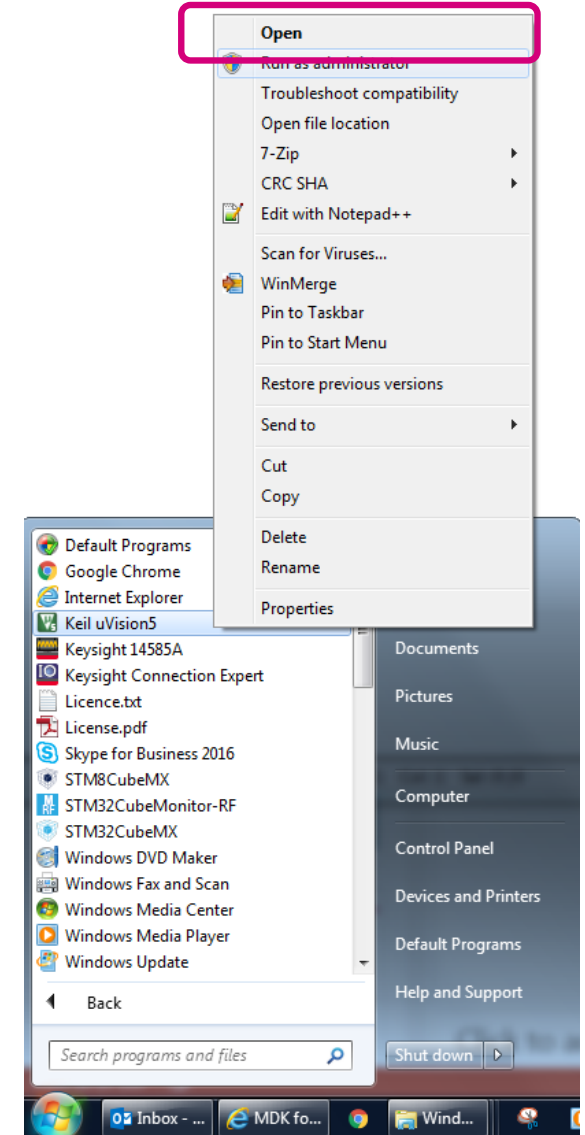 Open
Run as administrator
Troubleshoot compatibility
Open file location
7-Zip
CRC SHA
Edit with Notepad++
Scan for Viruses...
WinMerge
Pin to Taskbar
Pin to Start Menu
Restore previous versions
Send to
Cut
Copy
Delete
Rename
Properties
Default Programs
Google Chrome
Internet Explorer
Keil uVision5
Keysight 14585A
Keysight Connection Expert
Licence.txt
License.pdf
Skype for Business 2016
STM8CubeMX
STM32CubeMonitor-RF
STM32CubeMX
Windows DVD Maker
Windows Fax and Scan
Windows Media Center
Windows Media Player
Windows Update
Back
Search programs and files
Documents
Pictures
Music
Computer
Control Panel
Devices and Printers
Default Programs
Help and Support
Shut down
Inbox - ...
MDK fo...
Wind...